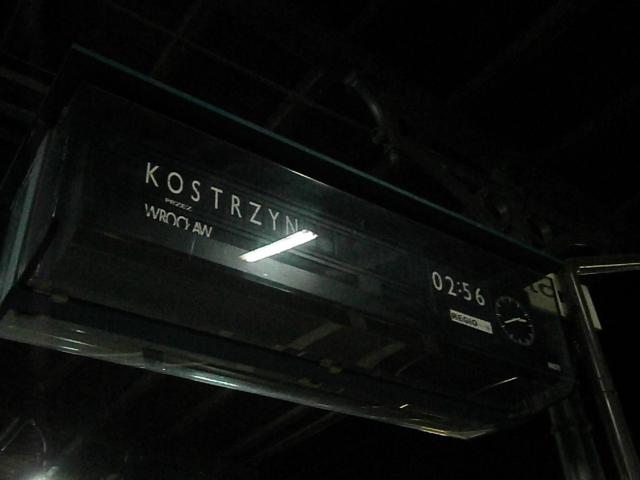 KOSTRZYN
PRZEZ
WROCŁAW
02:56
REGIO